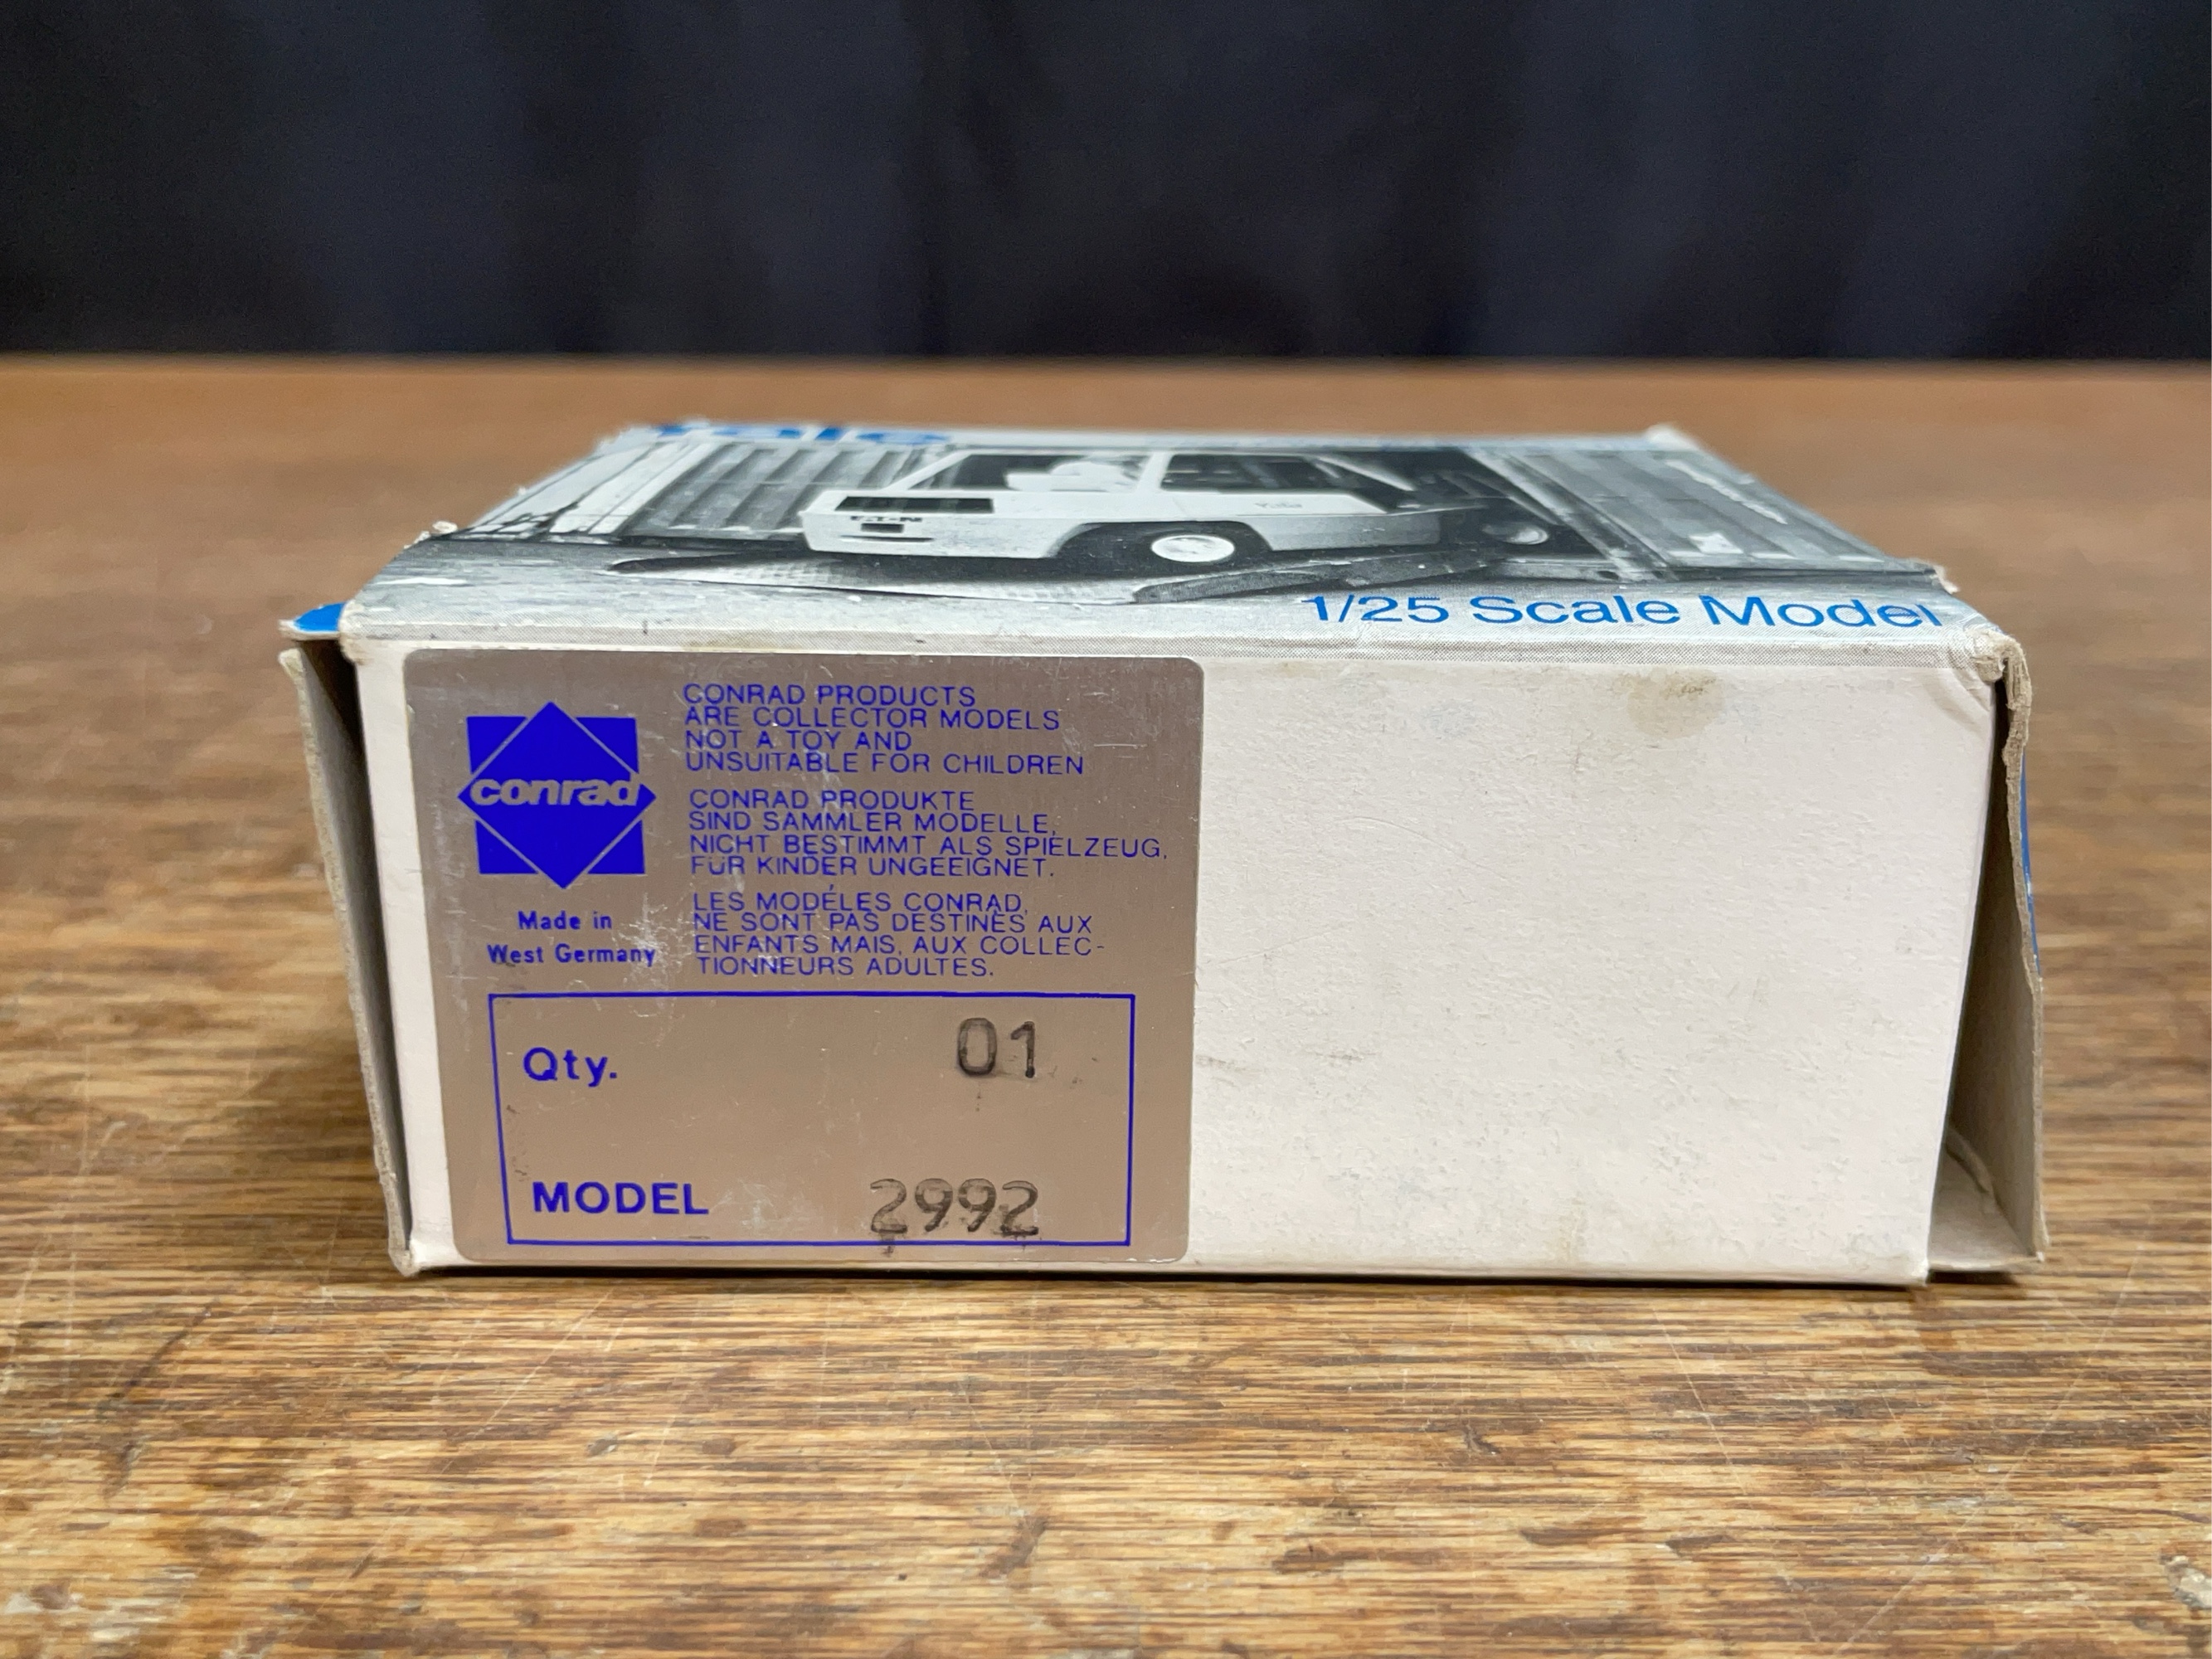 1/25 Scale Model
conrad
Made in
West Germany
CONRAD PRODUCTS
ARE COLLECTOR MODELS
NOT A TOY AND
UNSUITABLE FOR CHILDREN
CONRAD PRODUKTE
SIND SAMMLER MODELLE,
NICHT BESTIMMT ALS SPIELZEUG,
FÜR KINDER UNGEEIGNET.
LES MODÉLES CONRAD,
NE SONT PAS DESTINÈS AUX
ENFANTS MAIS, AUX COLLEC-
TIONNEURS ADULTES.
Qty. 01
MODEL 2992